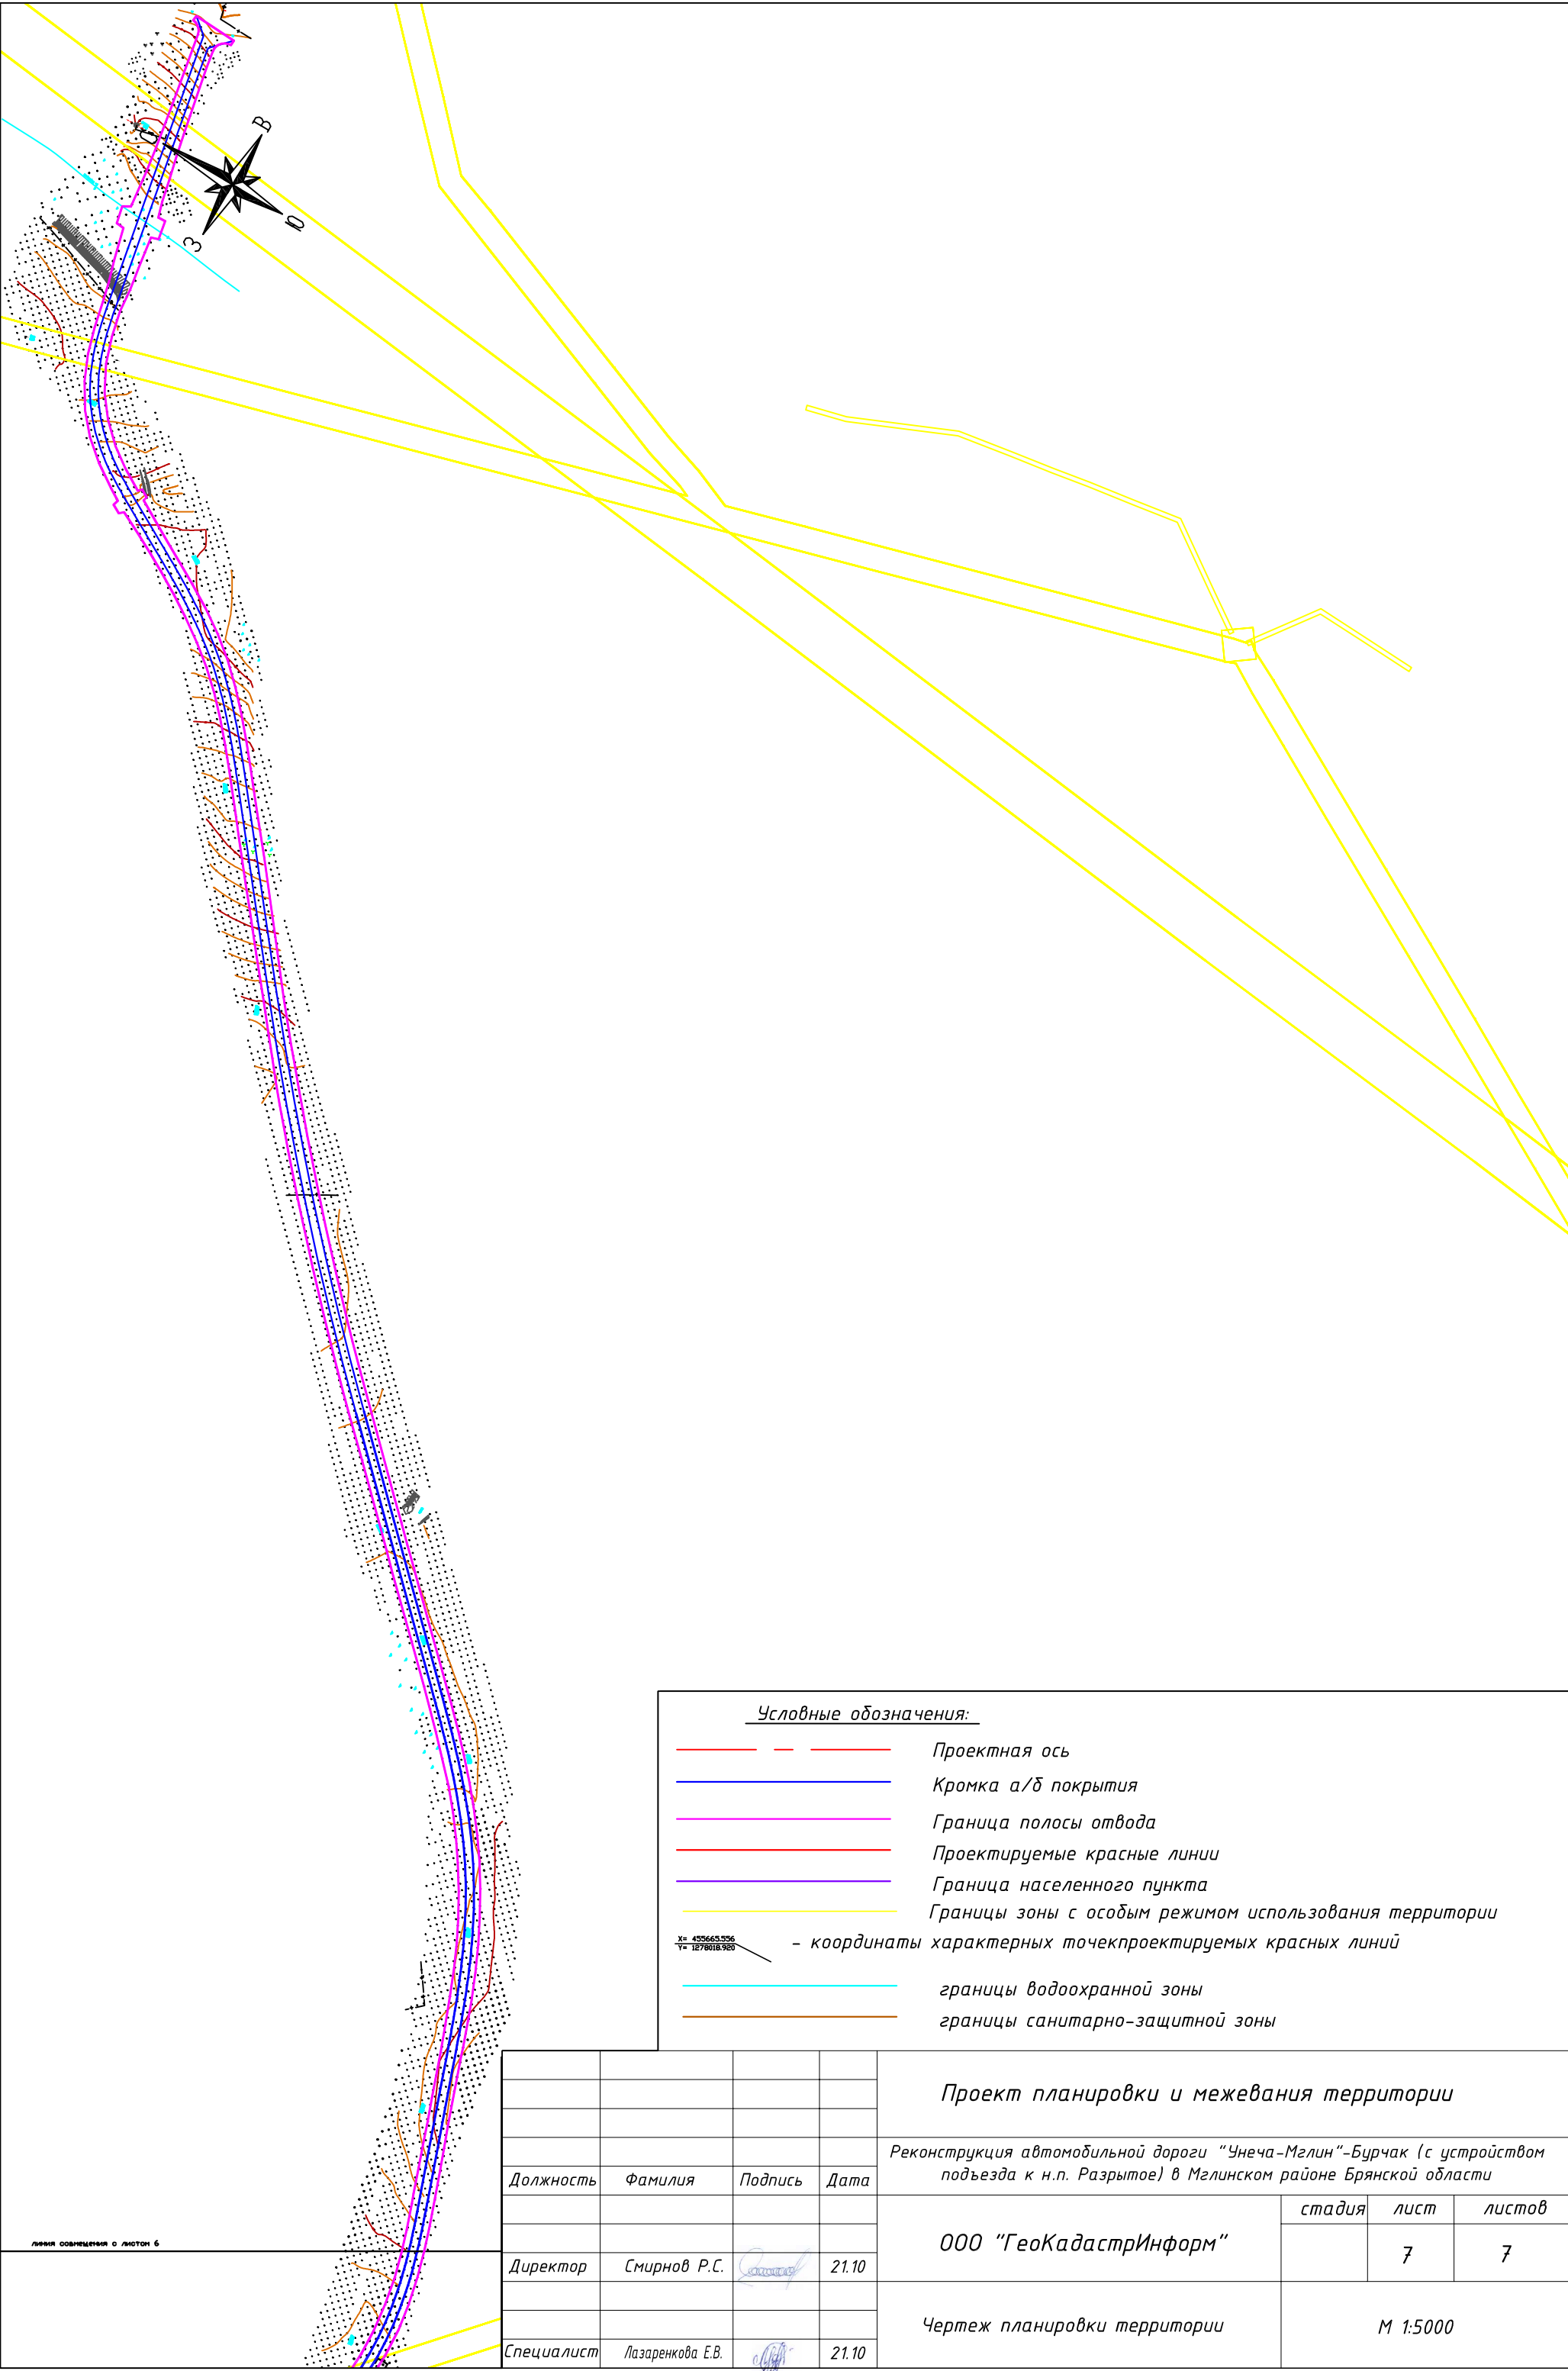 С
В
З
Ю
Условные обозначения:
Проектная ось
Кромка а/б покрытия
Граница полосы отвода
Проектируемые красные линии
Граница населенного пункта
Границы зоны с особым режимом использования территории
X= 455665.556
Y= 1278018.920
- координаты характерных точекпроектируемых красных линий
границы водоохранной зоны
границы санитарно-защитной зоны
Проект планировки и межевания территории
Реконструкция автомобильной дороги "Унеча-Мглин"-Бурчак (с устройством
подъезда к н.п. Разрытое) в Мглинском районе Брянской области
Должность Фамилия Подпись Дата
стадия лист листов
ООО "ГеоКадастрИнформ"
7 7
линия совмещения с листом 6
Директор Смирнов Р.С. 21.10
Чертеж планировки территории
М 1:5000
Специалист Лазаренкова Е.В. 21.10